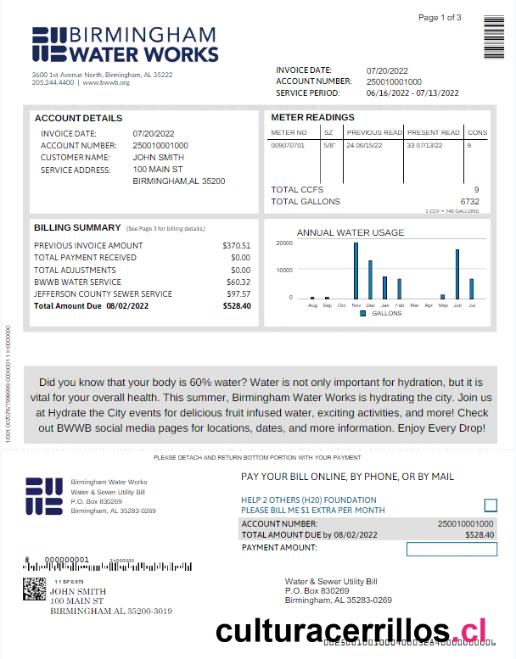 Page 1 of 3
BIRMINGHAM
WATER WORKS
3600 1st Avenue North, Birmingham, AL 35222
205.244.4400 | www.bwwb.org
INVOICE DATE: 07/20/2022
ACCOUNT NUMBER: 250010001000
SERVICE PERIOD: 06/16/2022 - 07/13/2022
ACCOUNT DETAILS
INVOICE DATE: 07/20/2022
ACCOUNT NUMBER: 250010001000
CUSTOMER NAME: JOHN SMITH
SERVICE ADDRESS: 100 MAIN ST
BIRMINGHAM,AL 35200
METER READINGS
METER NO SZ PREVIOUS READ PRESENT READ CONS
009070701 5/8" 24 06/15/22 33 07/13/22 9
TOTAL CCFS 9
TOTAL GALLONS 6732
1 CCF = 748 GALLONS
BILLING SUMMARY (See Page 3 for billing details)
PREVIOUS INVOICE AMOUNT $370.51
TOTAL PAYMENT RECEIVED $0.00
TOTAL ADJUSTMENTS $0.00
BWWB WATER SERVICE $60.32
JEFFERSON COUNTY SEWER SERVICE $97.57
Total Amount Due 08/02/2022 $528.40
ANNUAL WATER USAGE
20000
10000
0
Aug Sep Oct Nov Dec Jan Feb Mar Apr May Jun Jul
GALLONS
Did you know that your body is 60% water? Water is not only important for hydration, but it is
vital for your overall health. This summer, Birmingham Water Works is hydrating the city. Join us
at Hydrate the City events for delicious fruit infused water, exciting activities, and more! Check
out BWWB social media pages for locations, dates, and more information. Enjoy Every Drop!
PLEASE DETACH AND RETURN BOTTOM PORTION WITH YOUR PAYMENT
Birmingham Water Works
Water & Sewer Utility Bill
P.O. Box 830269
Birmingham, AL 35283-0269
PAY YOUR BILL ONLINE, BY PHONE, OR BY MAIL
HELP 2 OTHERS (H20) FOUNDATION
PLEASE BILL ME $1 EXTRA PER MONTH
ACCOUNT NUMBER: 250010001000
TOTAL AMOUNT DUE by 08/02/2022 $528.40
PAYMENT AMOUNT:
000000001
JOHN SMITH
100 MAIN ST
BIRMINGHAM AL 35200-3019
Water & Sewer Utility Bill
P.O. Box 830269
Birmingham, AL 35283-0269
culturacerrillos.cl